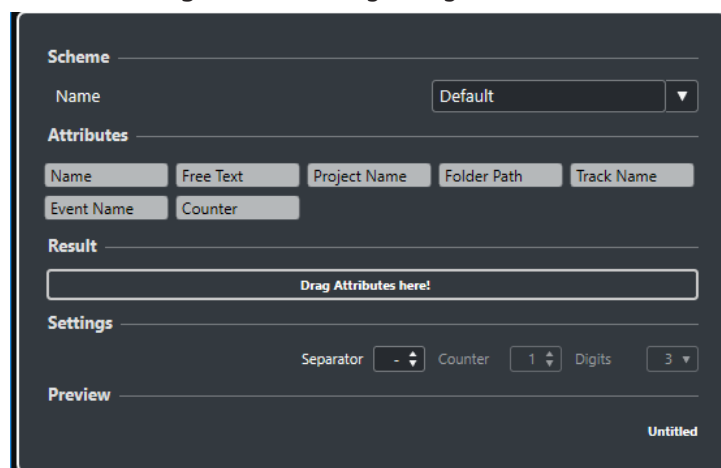 Scheme
Name Default
Attributes
Name Free Text Project Name Folder Path Track Name
Event Name Counter
Result
Drag Attributes here!
Settings
Separator - Counter 1 Digits 3
Preview
Untitled